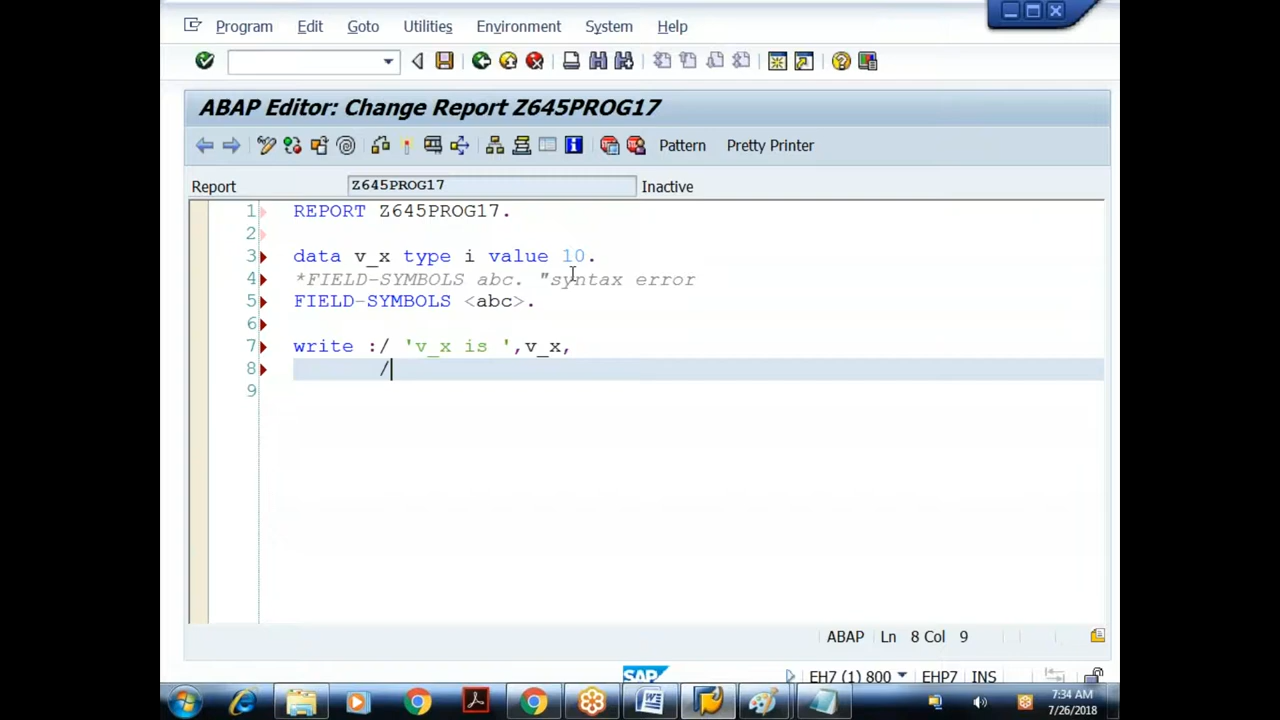 Program Edit Goto Utilities Environment System Help
ABAP Editor: Change Report Z645PROG17
Pattern Pretty Printer
Report Z645PROG17 Inactive
1 REPORT Z645PROG17.
2
3 data v_x type i value 10.
4 *FIELD-SYMBOLS abc. "syntax error
5 FIELD-SYMBOLS <abc>.
6
7 write :/ 'v_x is ',v_x,
8 /
9
ABAP Ln 8 Col 9
SAP EH7 (1) 800 EHP7 INS
7:34 AM
7/26/2018